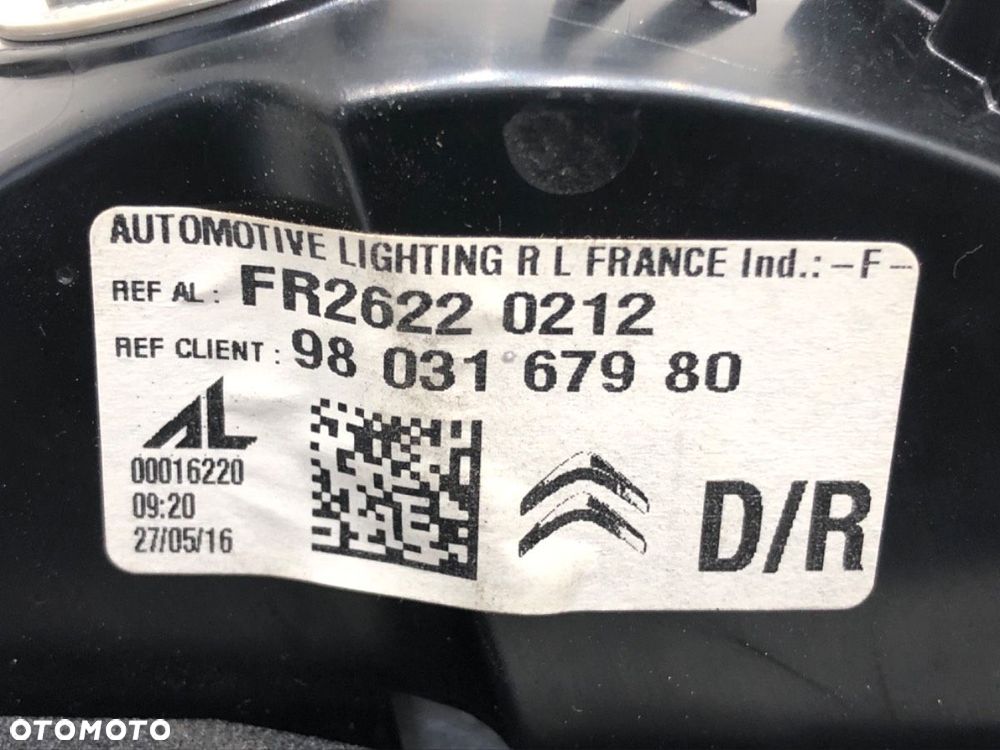 AUTOMOTIVE LIGHTING R L FRANCE Ind.: -F-
REF AL : FR26220 0212
REF CLIENT : 98 031 679 80
AL
00016220
09:20
27/05/16
D/R
OTOMOTO